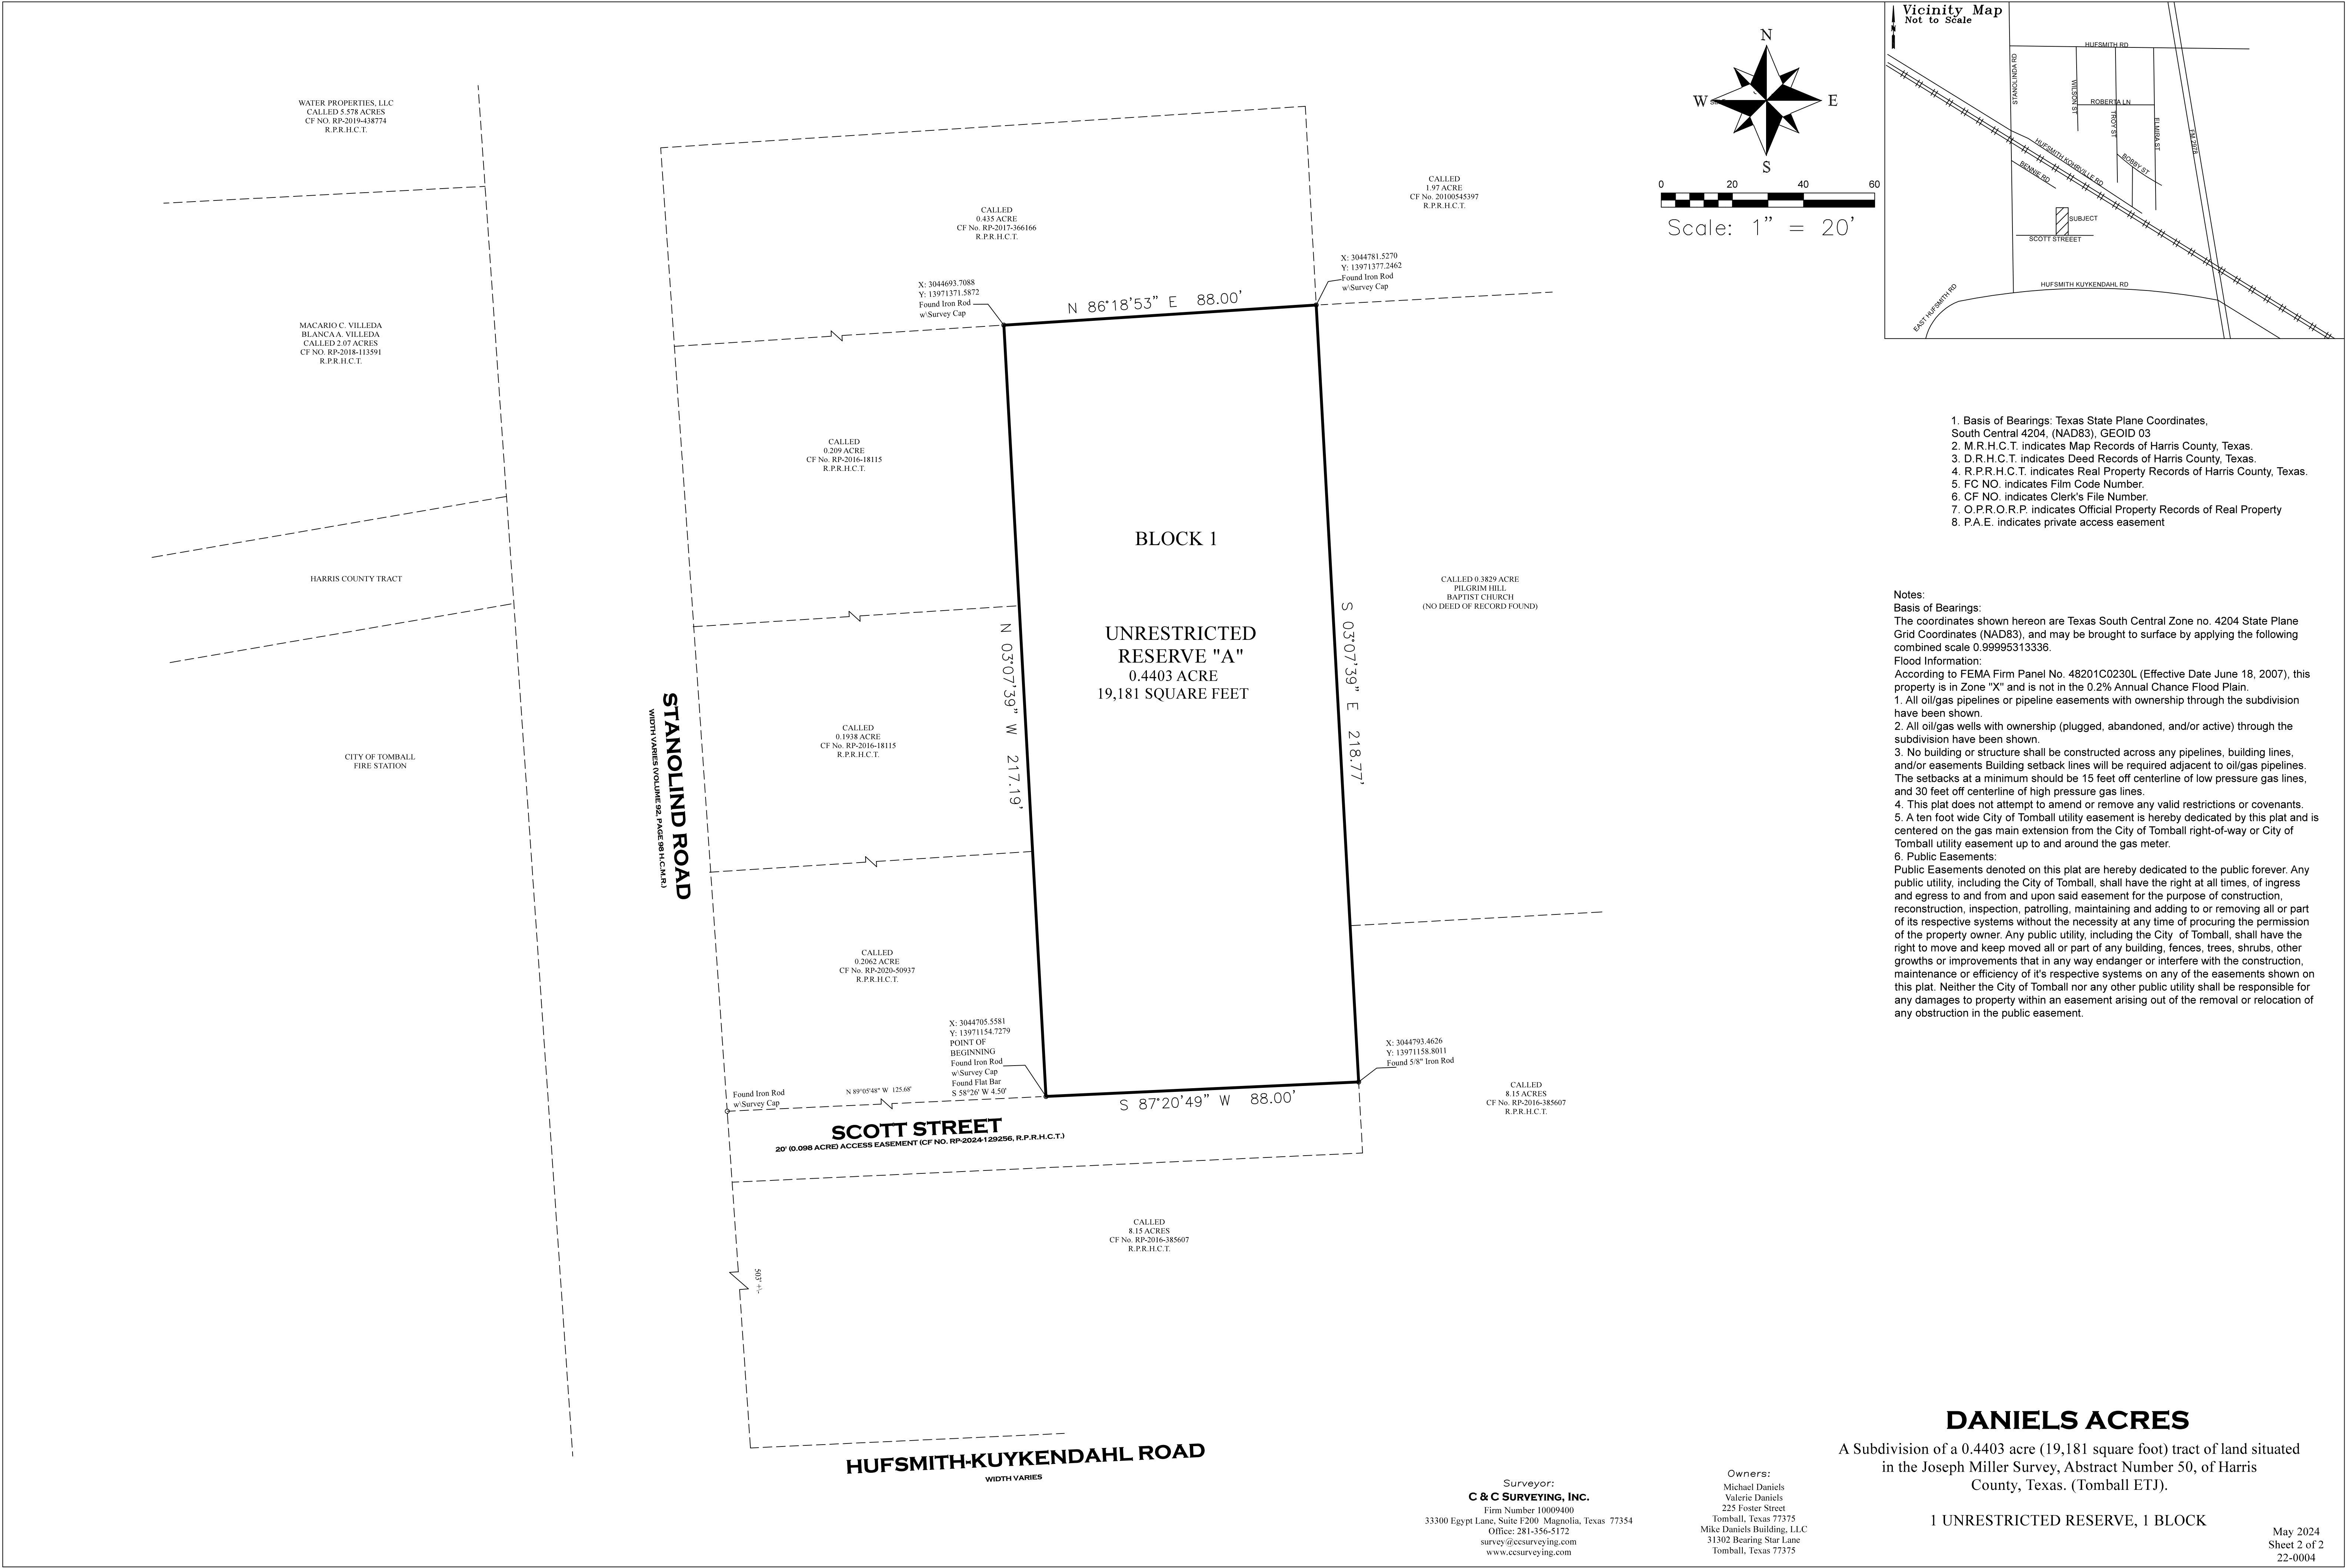 Vicinity Map
Not to Scale
HUFSMITH RD
STANOLINDA RD
WILSON ST
ROBERTA LN
TROY ST
ELMIRA ST
FM 2978
HUFSMITH KOHRVILLE RD
BOBBY ST
BENNIE RD
SUBJECT
SCOTT STREEET
HUFSMITH KUYKENDAHL RD
EAST HUFSMITH RD
N
W
E
S
0 20 40 60
Scale: 1" = 20'
WATER PROPERTIES, LLC
CALLED 5.578 ACRES
CF NO. RP-2019-438774
R.P.R.H.C.T.
CALLED
0.435 ACRE
CF No. RP-2017-366166
R.P.R.H.C.T.
CALLED
1.97 ACRE
CF No. 20100545397
R.P.R.H.C.T.
X: 3044693.7088
Y: 13971371.5872
Found Iron Rod
w\Survey Cap
N 86°18'53" E 88.00'
X: 3044781.5270
Y: 13971377.2462
Found Iron Rod
w\Survey Cap
MACARIO C. VILLEDA
BLANCA A. VILLEDA
CALLED 2.07 ACRES
CF NO. RP-2018-113591
R.P.R.H.C.T.
CALLED
0.209 ACRE
CF No. RP-2016-18115
R.P.R.H.C.T.
BLOCK 1
HARRIS COUNTY TRACT
CALLED 0.3829 ACRE
PILGRIM HILL
BAPTIST CHURCH
(NO DEED OF RECORD FOUND)
UNRESTRICTED
RESERVE "A"
0.4403 ACRE
19,181 SQUARE FEET
N 03°07'39" W 217.19'
S 03°07'39" E 218.77'
CITY OF TOMBALL
FIRE STATION
STANOLIND ROAD
WIDTH VARIES (VOLUME 92, PAGE 98 H.C.M.R.)
CALLED
0.1938 ACRE
CF No. RP-2016-18115
R.P.R.H.C.T.
CALLED
0.2062 ACRE
CF No. RP-2020-50937
R.P.R.H.C.T.
X: 3044705.5581
Y: 13971154.7279
POINT OF
BEGINNING
Found Iron Rod
w\Survey Cap
Found Flat Bar
S 58°26' W 4.50'
X: 3044793.4626
Y: 13971158.8011
Found 5/8" Iron Rod
Found Iron Rod
w\Survey Cap
N 89°05'48" W 125.68'
S 87°20'49" W 88.00'
SCOTT STREET
20' (0.098 ACRE) ACCESS EASEMENT (CF NO. RP-2024-129256, R.P.R.H.C.T.)
CALLED
8.15 ACRES
CF No. RP-2016-385607
R.P.R.H.C.T.
CALLED
8.15 ACRES
CF No. RP-2016-385607
R.P.R.H.C.T.
503' +/-
HUFSMITH-KUYKENDAHL ROAD
WIDTH VARIES
1. Basis of Bearings: Texas State Plane Coordinates,
South Central 4204, (NAD83), GEOID 03
2. M.R.H.C.T. indicates Map Records of Harris County, Texas.
3. D.R.H.C.T. indicates Deed Records of Harris County, Texas.
4. R.P.R.H.C.T. indicates Real Property Records of Harris County, Texas.
5. FC NO. indicates Film Code Number.
6. CF NO. indicates Clerk's File Number.
7. O.P.R.O.R.P. indicates Official Property Records of Real Property
8. P.A.E. indicates private access easement
Notes:
Basis of Bearings:
The coordinates shown hereon are Texas South Central Zone no. 4204 State Plane
Grid Coordinates (NAD83), and may be brought to surface by applying the following
combined scale 0.99995313336.
Flood Information:
According to FEMA Firm Panel No. 48201C0230L (Effective Date June 18, 2007), this
property is in Zone "X" and is not in the 0.2% Annual Chance Flood Plain.
1. All oil/gas pipelines or pipeline easements with ownership through the subdivision
have been shown.
2. All oil/gas wells with ownership (plugged, abandoned, and/or active) through the
subdivision have been shown.
3. No building or structure shall be constructed across any pipelines, building lines,
and/or easements Building setback lines will be required adjacent to oil/gas pipelines.
The setbacks at a minimum should be 15 feet off centerline of low pressure gas lines,
and 30 feet off centerline of high pressure gas lines.
4. This plat does not attempt to amend or remove any valid restrictions or covenants.
5. A ten foot wide City of Tomball utility easement is hereby dedicated by this plat and is
centered on the gas main extension from the City of Tomball right-of-way or City of
Tomball utility easement up to and around the gas meter.
6. Public Easements:
Public Easements denoted on this plat are hereby dedicated to the public forever. Any
public utility, including the City of Tomball, shall have the right at all times, of ingress
and egress to and from and upon said easement for the purpose of construction,
reconstruction, inspection, patrolling, maintaining and adding to or removing all or part
of its respective systems without the necessity at any time of procuring the permission
of the property owner. Any public utility, including the City of Tomball, shall have the
right to move and keep moved all or part of any building, fences, trees, shrubs, other
growths or improvements that in any way endanger or interfere with the construction,
maintenance or efficiency of it's respective systems on any of the easements shown on
this plat. Neither the City of Tomball nor any other public utility shall be responsible for
any damages to property within an easement arising out of the removal or relocation of
any obstruction in the public easement.
DANIELS ACRES
A Subdivision of a 0.4403 acre (19,181 square foot) tract of land situated
in the Joseph Miller Survey, Abstract Number 50, of Harris
County, Texas. (Tomball ETJ).
1 UNRESTRICTED RESERVE, 1 BLOCK
Surveyor:
C & C SURVEYING, INC.
Firm Number 10009400
33300 Egypt Lane, Suite F200 Magnolia, Texas 77354
Office: 281-356-5172
survey@ccsurveying.com
www.ccsurveying.com
Owners:
Michael Daniels
Valerie Daniels
225 Foster Street
Tomball, Texas 77375
Mike Daniels Building, LLC
31302 Bearing Star Lane
Tomball, Texas 77375
May 2024
Sheet 2 of 2
22-0004